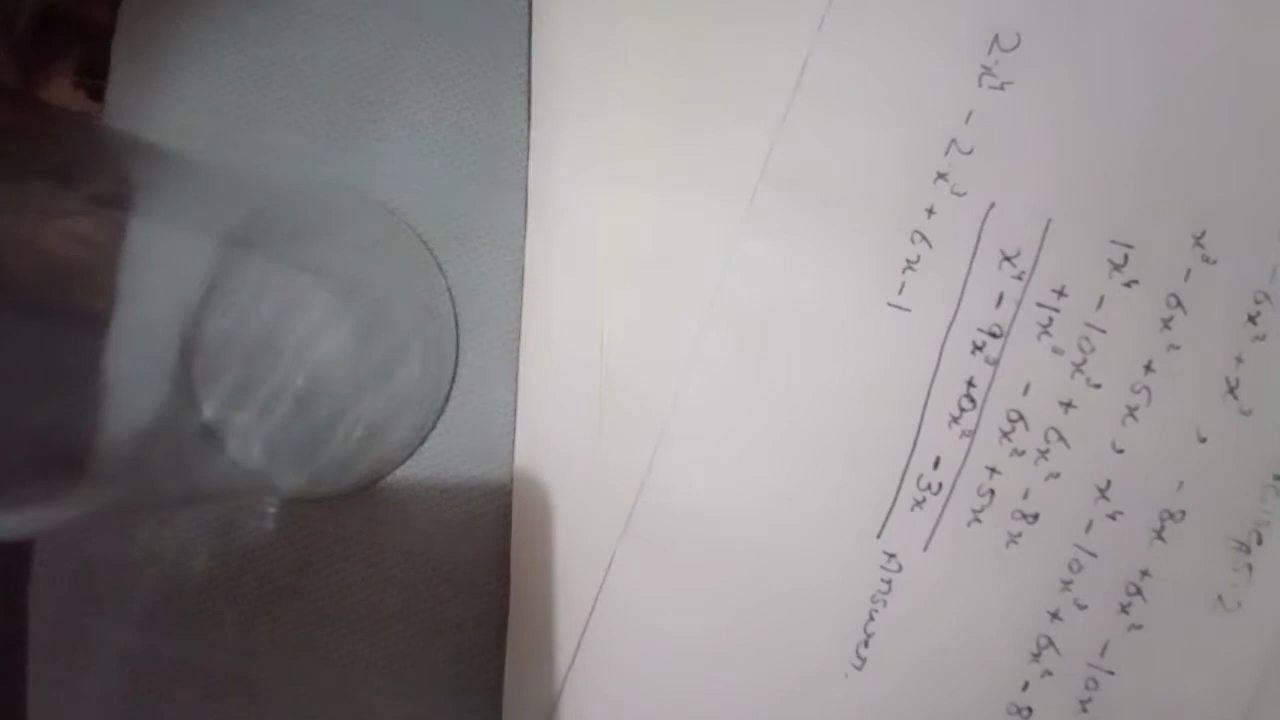 - 6x² + x³, - 8x + 6x² - 10x
x³ - 6x² + 5x, x⁴ - 10x³ + 6x² - 8
1x⁴ - 10x³ + 6x² - 8x
+1x³ - 6x² + 5x
x⁴ - 9x³ + 0x² - 3x Answer.
2x⁴ - 2x³ + 6x - 1